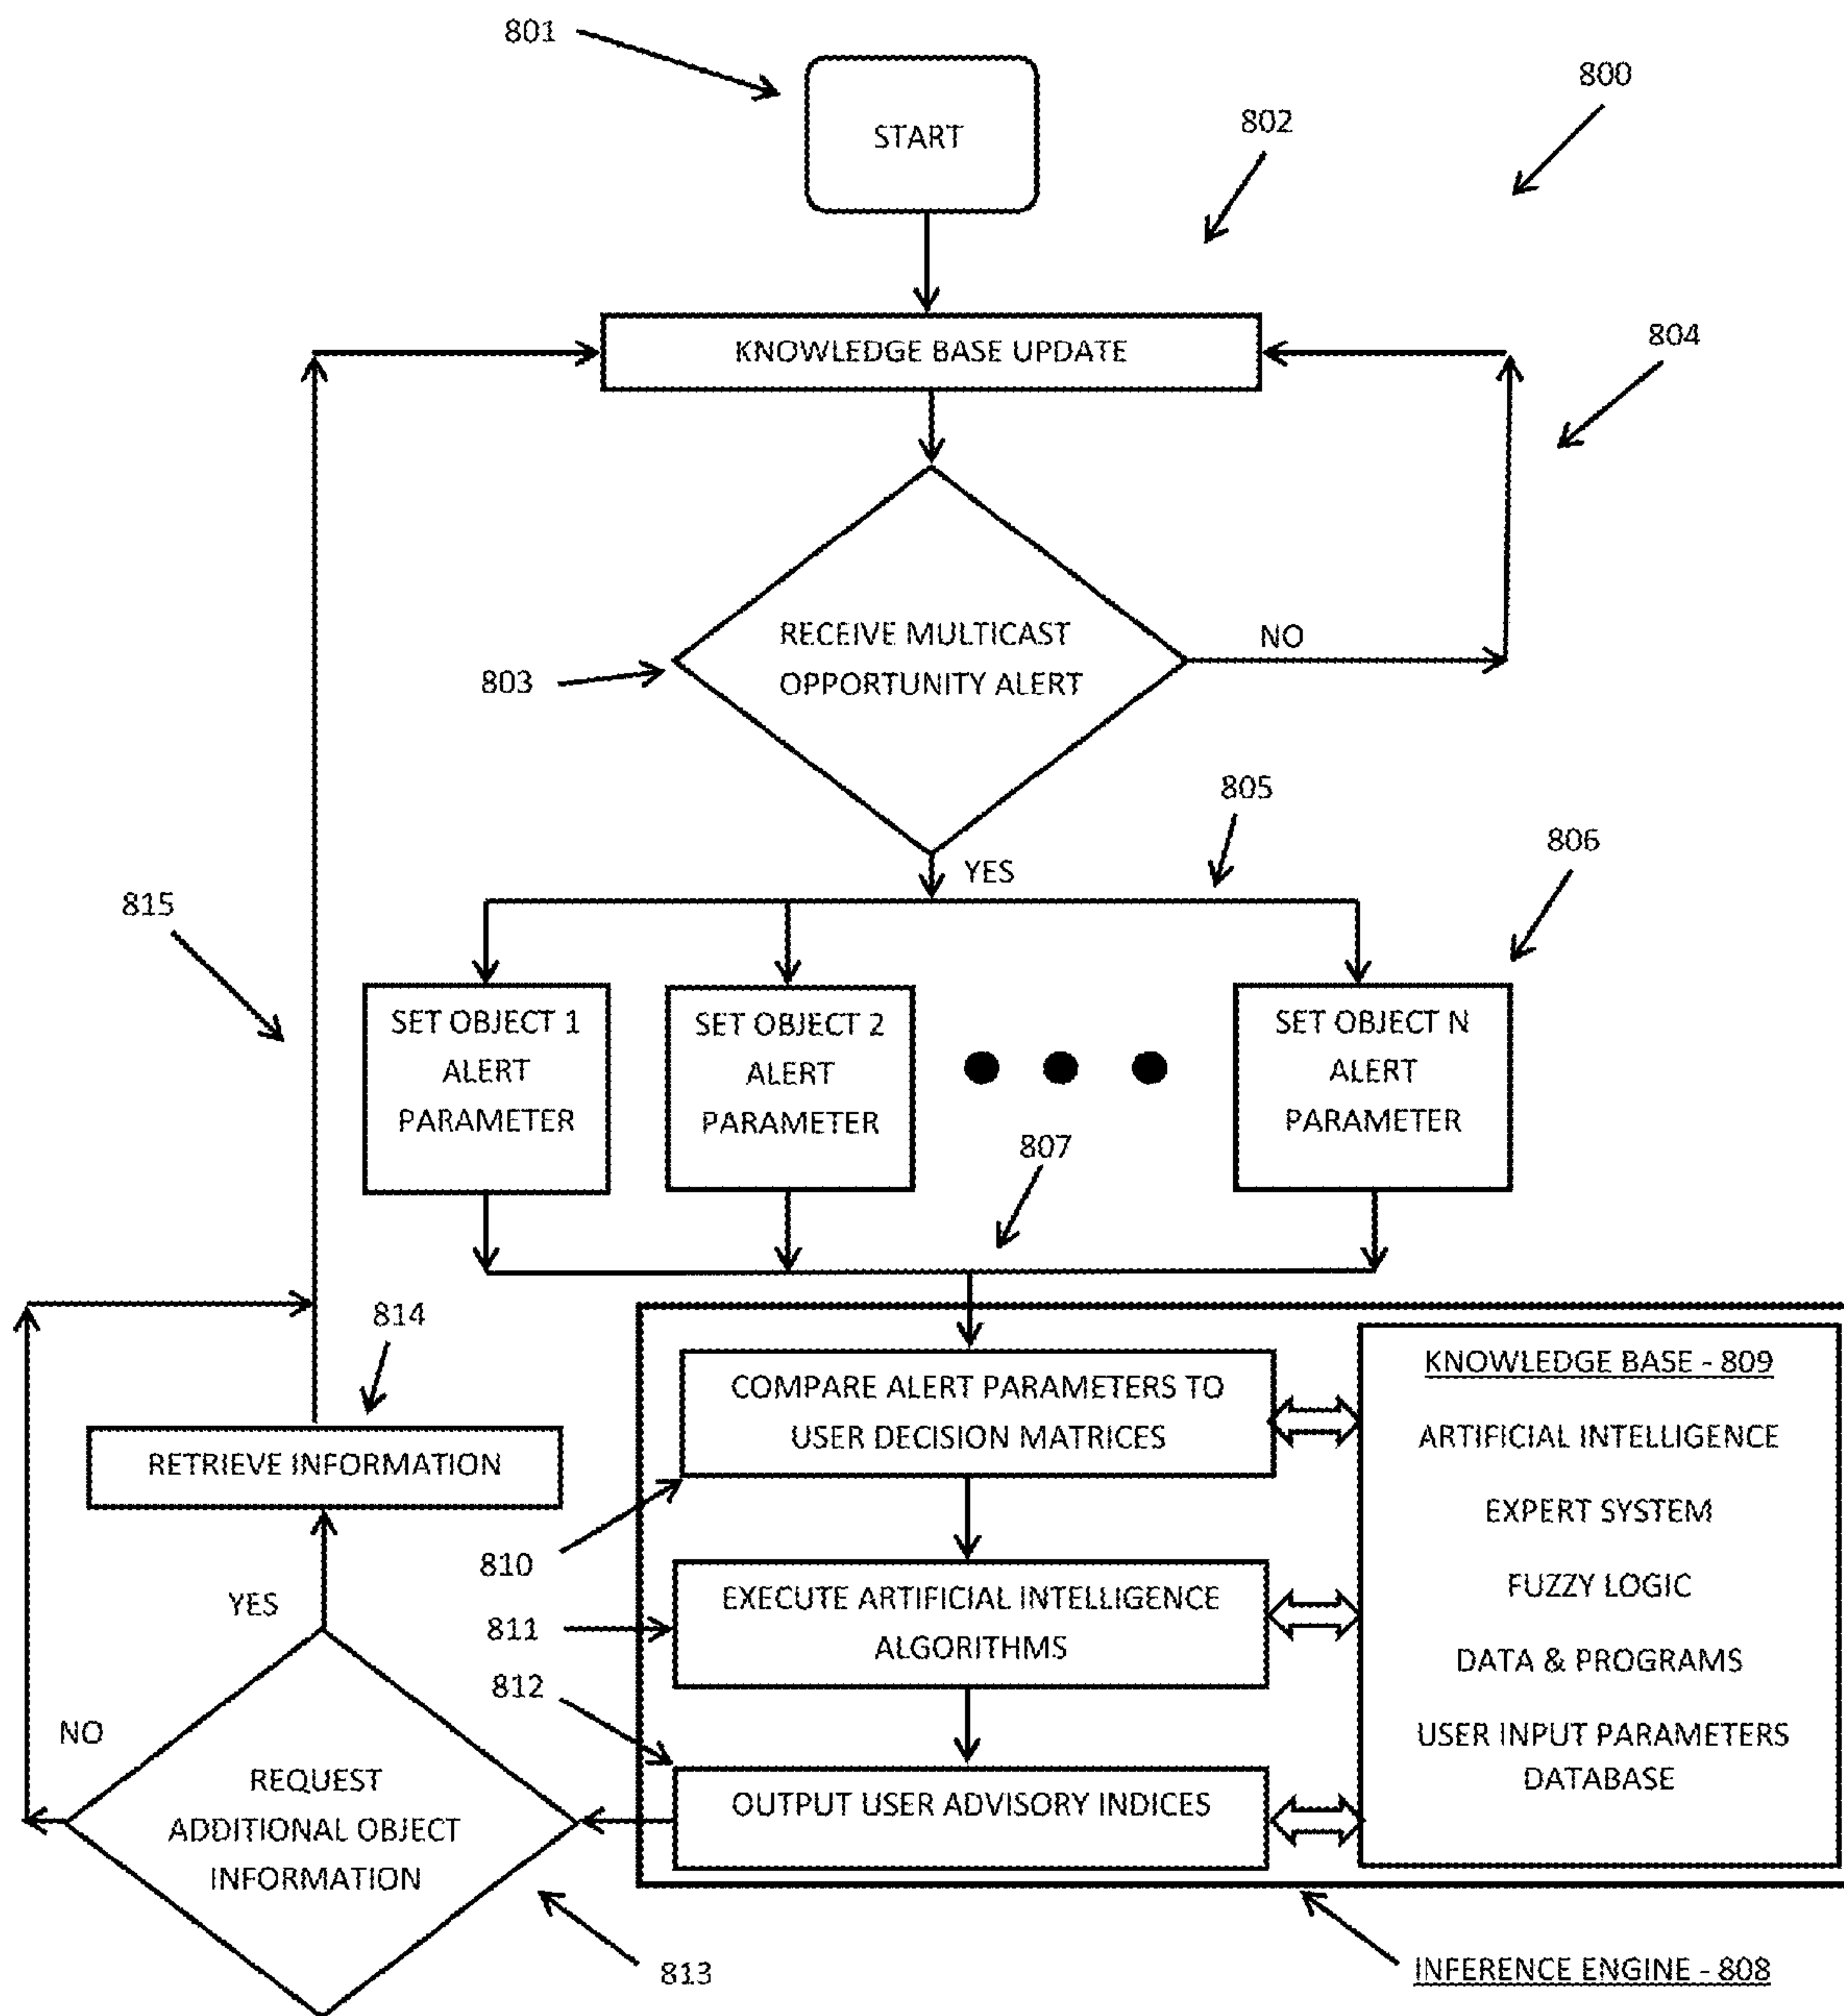 801
800
START
802
804
KNOWLEDGE BASE UPDATE
RECEIVE MULTICAST
OPPORTUNITY ALERT
NO
803
805
YES
806
815
SET OBJECT 1
ALERT
PARAMETER
SET OBJECT 2
ALERT
PARAMETER
SET OBJECT N
ALERT
PARAMETER
807
814
RETRIEVE INFORMATION
COMPARE ALERT PARAMETERS TO
USER DECISION MATRICES
810
EXECUTE ARTIFICIAL INTELLIGENCE
ALGORITHMS
811
812
OUTPUT USER ADVISORY INDICES
KNOWLEDGE BASE - 809
ARTIFICIAL INTELLIGENCE
EXPERT SYSTEM
FUZZY LOGIC
DATA & PROGRAMS
USER INPUT PARAMETERS
DATABASE
YES
NO
REQUEST
ADDITIONAL OBJECT
INFORMATION
813
INFERENCE ENGINE - 808